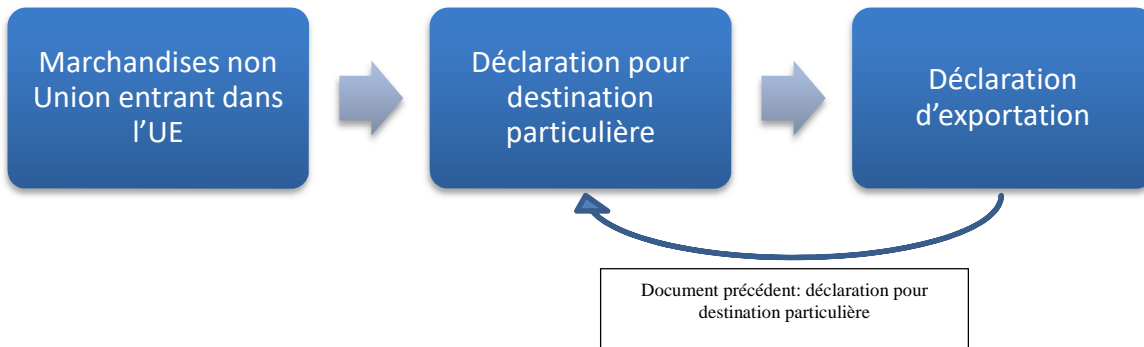 Marchandises non
Union entrant dans
l'UE
Déclaration pour
destination
particulière
Déclaration
d'exportation
Document précédent: déclaration pour
destination particulière